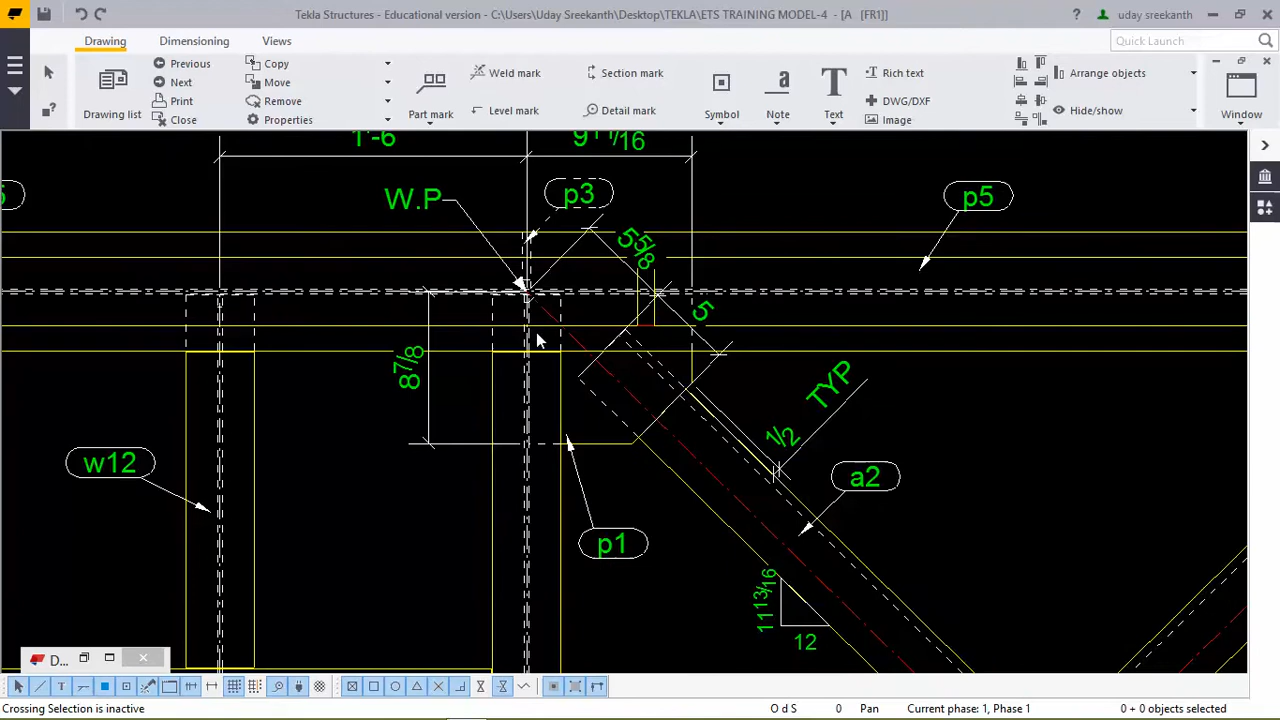 Tekla Structures - Educational version - C:\Users\Uday Sreekanth\Desktop\TEKLA\ETS TRAINING MODEL-4 - [A   [FR1]]
uday sreekanth
Drawing
Dimensioning
Views
Quick Launch
Drawing list
Previous
Next
Print
Close
Copy
Move
Remove
Properties
Part mark
Weld mark
Level mark
Section mark
Detail mark
Symbol
Note
Text
Rich text
DWG/DXF
Image
Arrange objects
Hide/show
Window
1'-6
9 11/16
W.P
p3
p5
5 5/8
5
8 7/8
TYP
1/2
w12
a2
p1
11 13/16
12
D...
Crossing Selection is inactive
O d S
0
Pan
Current phase: 1, Phase 1
0 + 0 objects selected